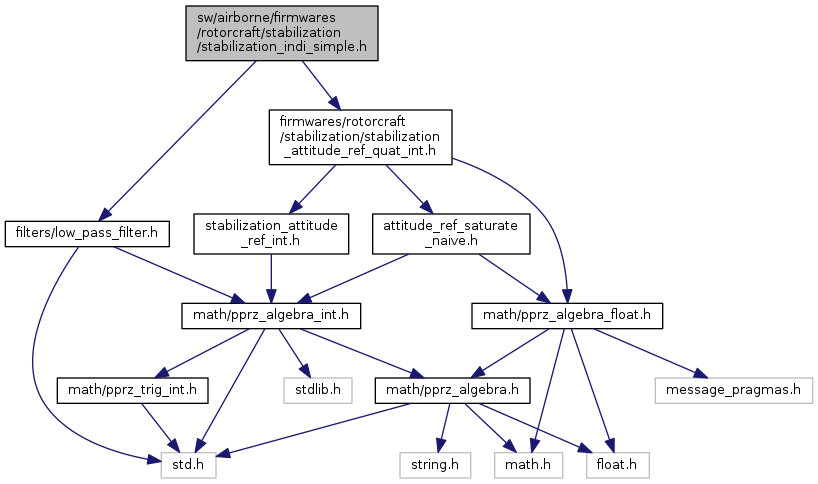 sw/airborne/firmwares
/rotorcraft/stabilization
/stabilization_indi_simple.h
firmwares/rotorcraft
/stabilization/stabilization
_attitude_ref_quat_int.h
filters/low_pass_filter.h
stabilization_attitude
_ref_int.h
attitude_ref_saturate
_naive.h
math/pprz_algebra_int.h
math/pprz_algebra_float.h
math/pprz_trig_int.h
stdlib.h
math/pprz_algebra.h
message_pragmas.h
std.h
string.h
math.h
float.h